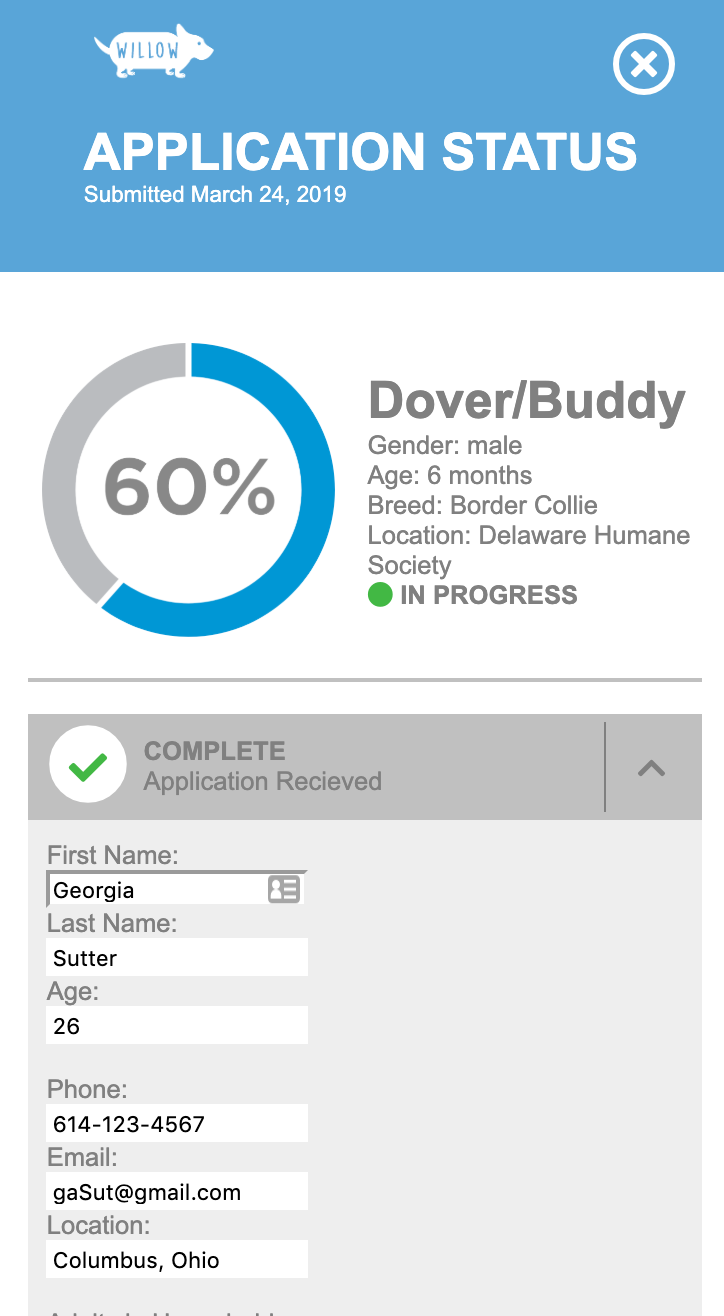 WILLOW
APPLICATION STATUS
Submitted March 24, 2019
60%
Dover/Buddy
Gender: male
Age: 6 months
Breed: Border Collie
Location: Delaware Humane
Society
IN PROGRESS
COMPLETE
Application Recieved
First Name:
Georgia
Last Name:
Sutter
Age:
26
Phone:
614-123-4567
Email:
gaSut@gmail.com
Location:
Columbus, Ohio